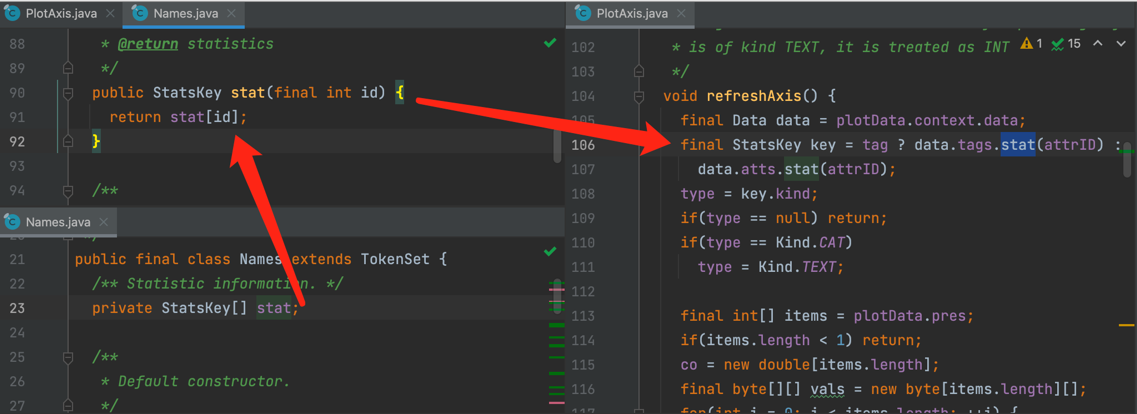 PlotAxis.java
Names.java
88 * @return statistics
89 */
90 public StatsKey stat(final int id) {
91 return stat[id];
92 }
93
94 /**
Names.java
21 public final class Names extends TokenSet {
22 /** Statistic information. */
23 private StatsKey[] stat;
24
25 /**
26 * Default constructor.
27 */
PlotAxis.java
1 15
102 * is of kind TEXT, it is treated as INT
103 */
104 void refreshAxis() {
105 final Data data = plotData.context.data;
106 final StatsKey key = tag ? data.tags.stat(attrID) :
107 data.atts.stat(attrID);
108 type = key.kind;
109 if(type == null) return;
110 if(type == Kind.CAT)
111 type = Kind.TEXT;
112
113 final int[] items = plotData.pres;
114 if(items.length < 1) return;
115 co = new double[items.length];
116 final byte[][] vals = new byte[items.length][];
117 for(int i = 0; i < items.length; ++i) {